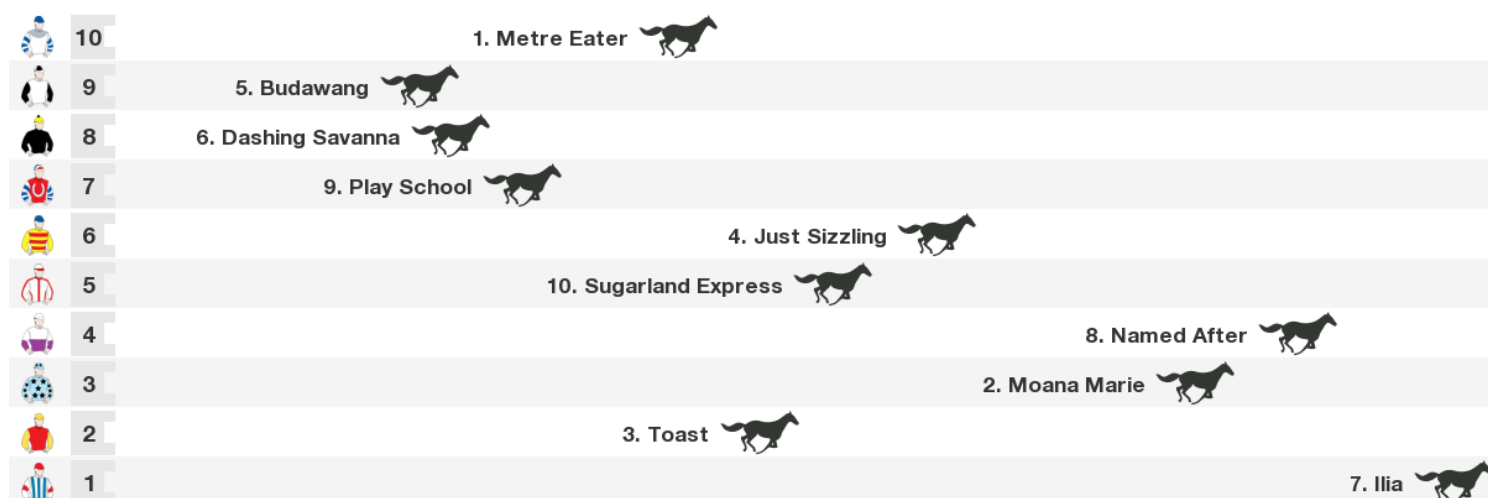 10 1. Metre Eater
9 5. Budawang
8 6. Dashing Savanna
7 9. Play School
6 4. Just Sizzling
5 10. Sugarland Express
4 8. Named After
3 2. Moana Marie
2 3. Toast
1 7. Ilia